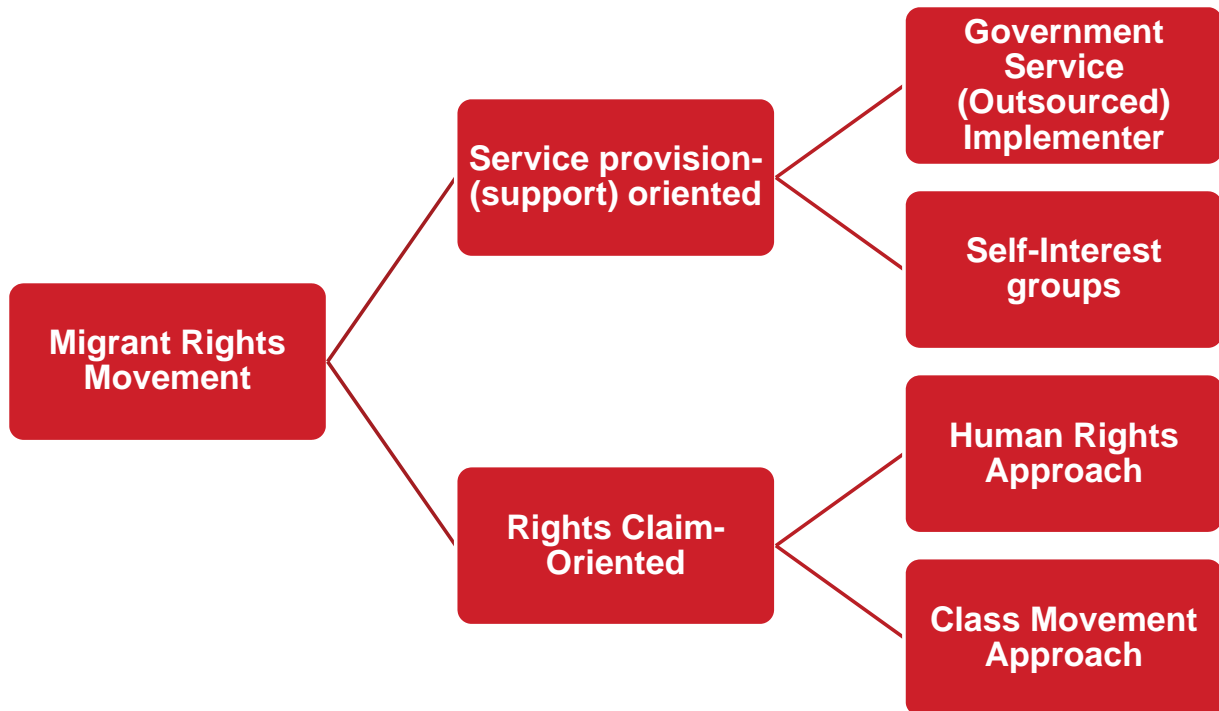 Migrant Rights
Movement
Service provision-
(support) oriented
Government
Service
(Outsourced)
Implementer
Self-Interest
groups
Rights Claim-
Oriented
Human Rights
Approach
Class Movement
Approach